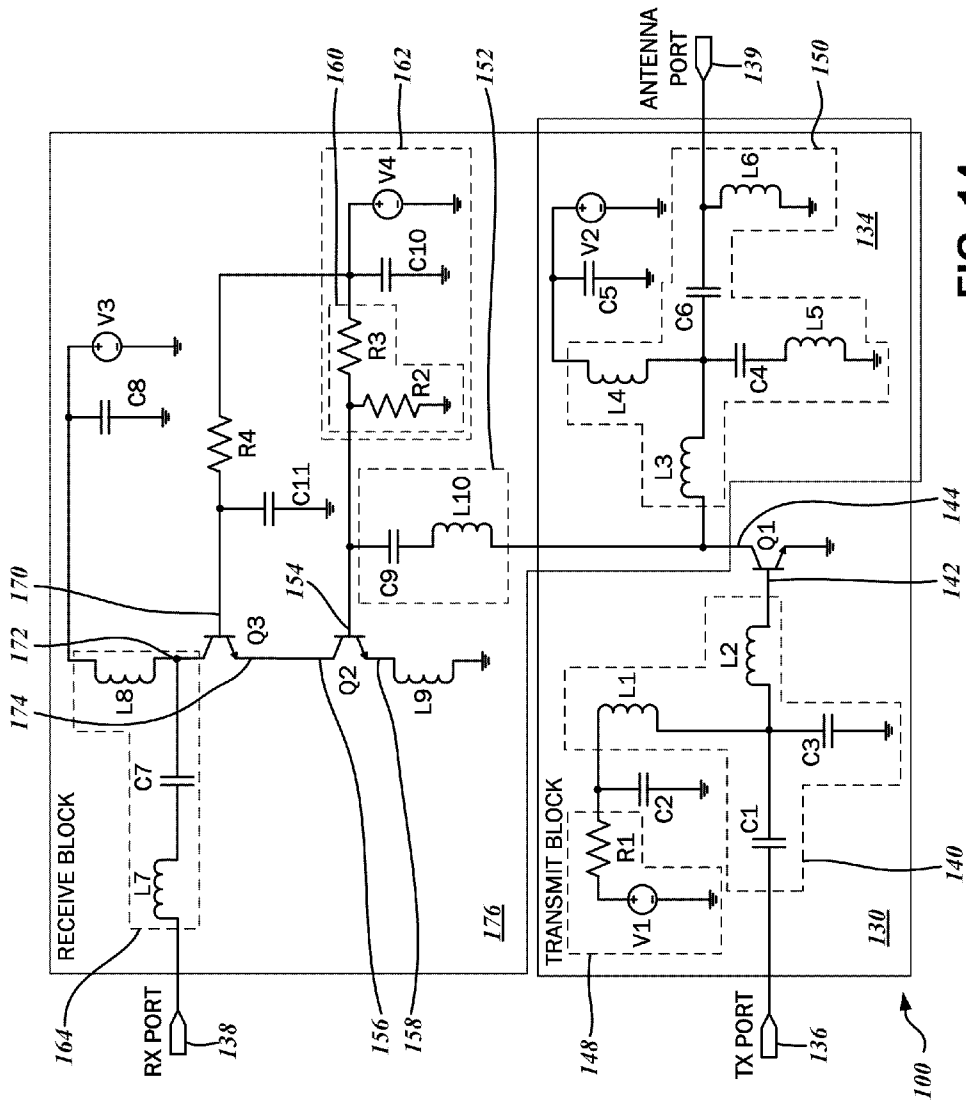 RECEIVE BLOCK
RX PORT
138
164
L7
C7
L8
172
170
174
Q3
C8
V3
R4
C11
160
162
V4
C10
R3
R2
154
Q2
L9
156
158
C9
L10
152
176
TRANSMIT BLOCK
148
V1
R1
C2
L1
L2
C1
C3
140
130
TX PORT
136
100
142
144
Q1
L3
L4
C4
L5
C5
V2
C6
L6
134
150
ANTENNA
PORT
139